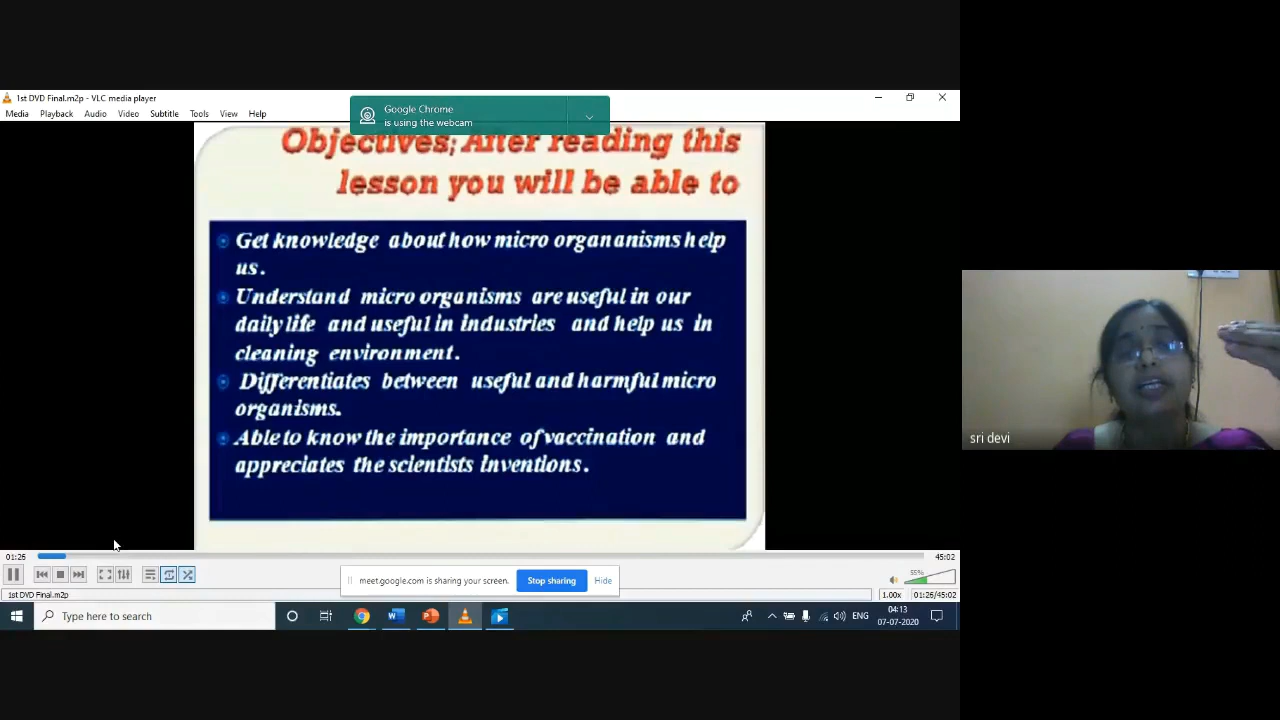 1st DVD Final.m2p - VLC media player
Media Playback Audio Video Subtitle Tools View Help
Google Chrome
is using the webcam
Objectives; After reading this
lesson you will be able to
Get knowledge about how micro organanisms help
us.
Understand micro organisms are useful in our
daily life and useful in industries and help us in
cleaning environment.
Differentiates between useful and harmful micro
organisms.
Able to know the importance of vaccination and
appreciates the scientists inventions.
sri devi
01:26
45:02
meet.google.com is sharing your screen. Stop sharing Hide
55%
1st DVD Final.m2p
1.00x 01:26/45:02
Type here to search
ENG
04:13
07-07-2020